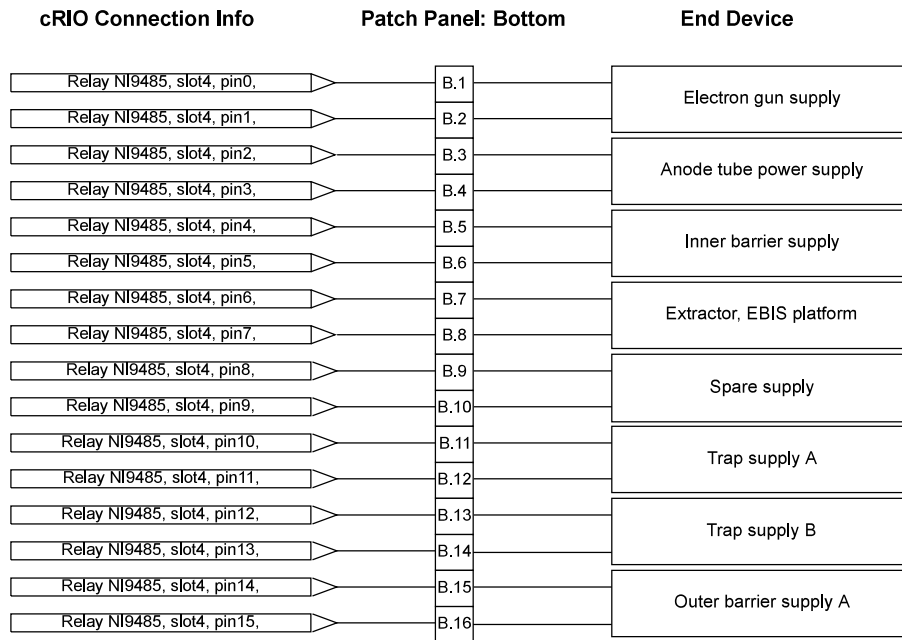 cRIO Connection Info Patch Panel: Bottom End Device
Relay NI9485, slot4, pin0, B.1
Electron gun supply
Relay NI9485, slot4, pin1, B.2
Relay NI9485, slot4, pin2, B.3
Anode tube power supply
Relay NI9485, slot4, pin3, B.4
Relay NI9485, slot4, pin4, B.5
Inner barrier supply
Relay NI9485, slot4, pin5, B.6
Relay NI9485, slot4, pin6, B.7
Extractor, EBIS platform
Relay NI9485, slot4, pin7, B.8
Relay NI9485, slot4, pin8, B.9
Spare supply
Relay NI9485, slot4, pin9, B.10
Relay NI9485, slot4, pin10, B.11
Trap supply A
Relay NI9485, slot4, pin11, B.12
Relay NI9485, slot4, pin12, B.13
Trap supply B
Relay NI9485, slot4, pin13, B.14
Relay NI9485, slot4, pin14, B.15
Outer barrier supply A
Relay NI9485, slot4, pin15, B.16